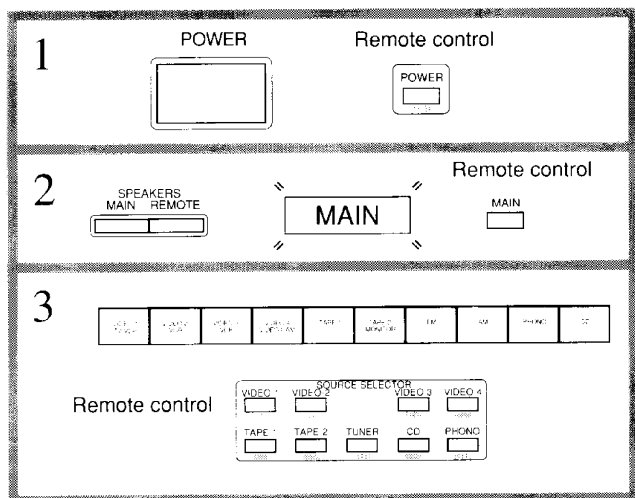 1
POWER
Remote control
POWER
2
Remote control
SPEAKERS
MAIN REMOTE
MAIN
MAIN
3
TAPE 1
TAPE 2 MONITOR
FM
AM
PHONO
CD
Remote control
SOURCE SELECTOR
VIDEO 1 VIDEO 2 VIDEO 3 VIDEO 4
TAPE 1 TAPE 2 TUNER CD PHONO